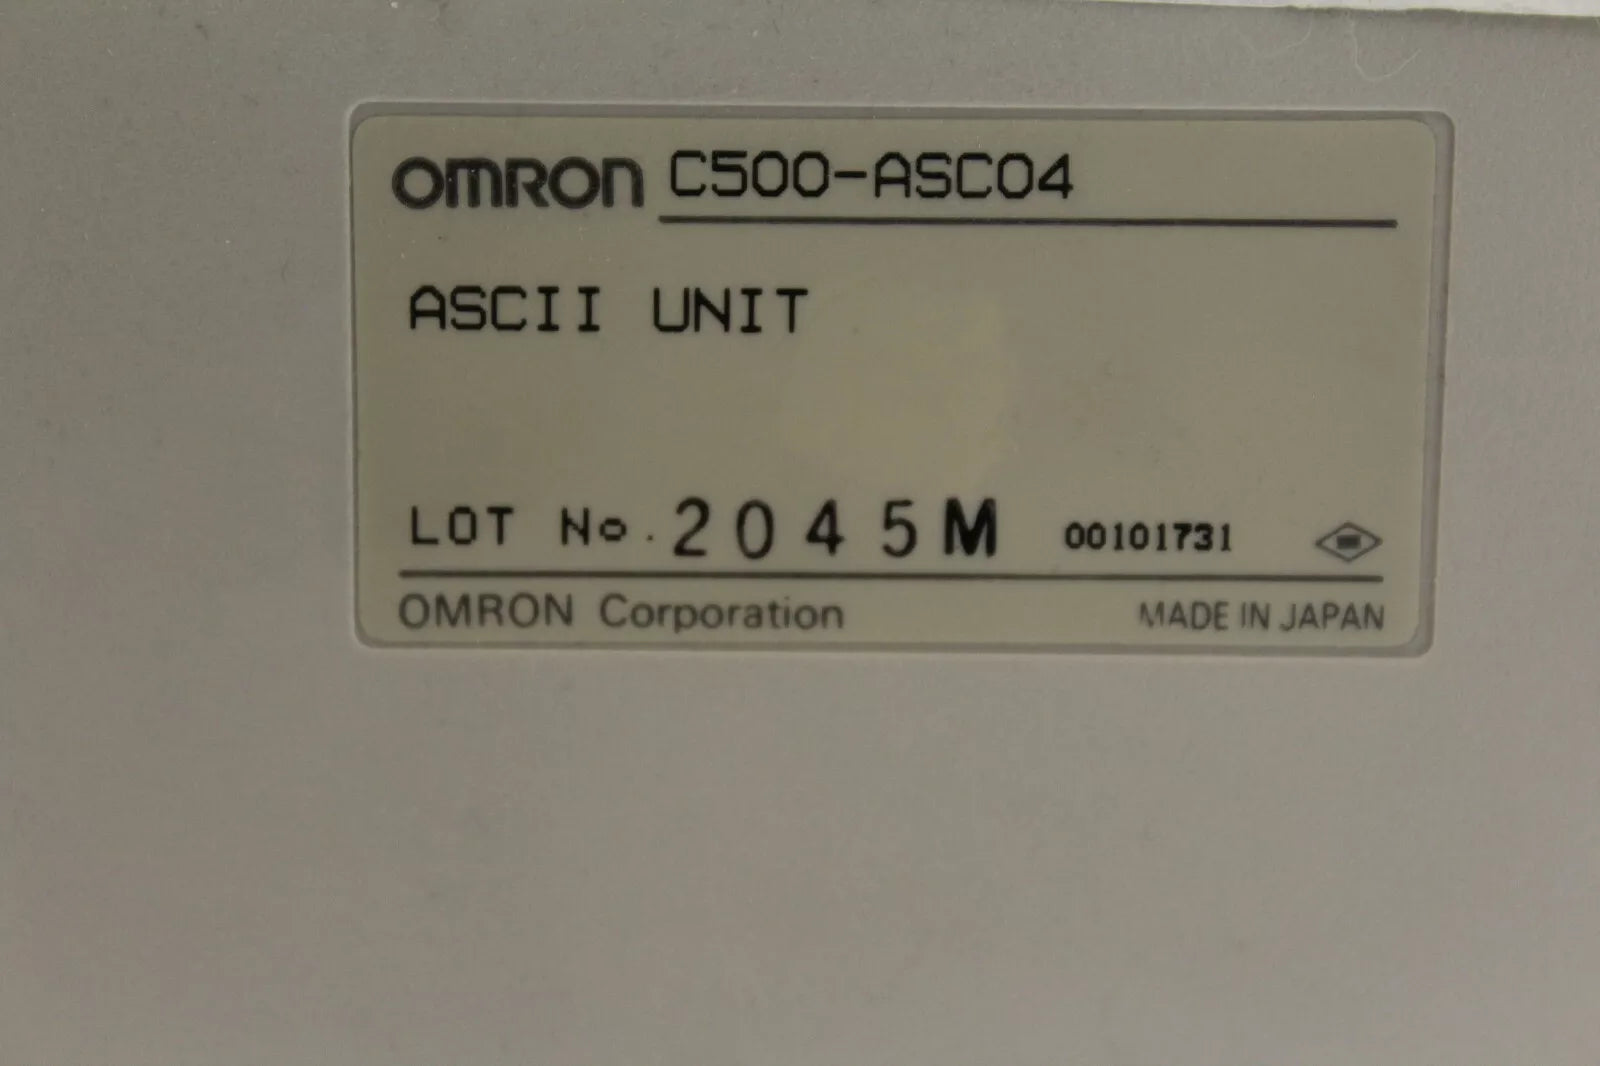 OMRON C500-ASC04
ASCII UNIT
LOT No. 2045M 00101731
OMRON Corporation MADE IN JAPAN